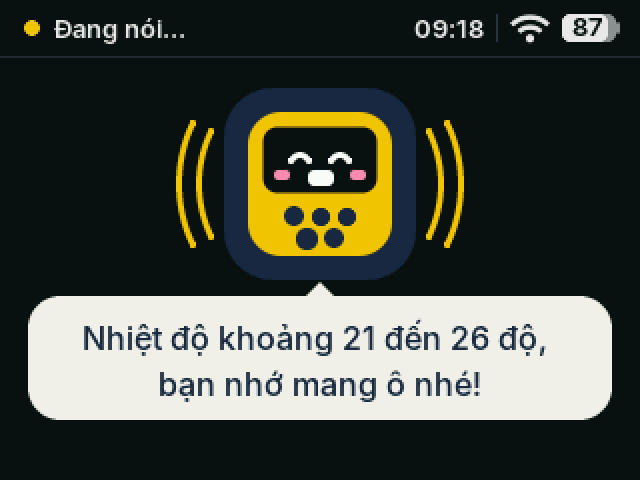 Đang nói...
09:18
87
Nhiệt độ khoảng 21 đến 26 độ,
bạn nhớ mang ô nhé!